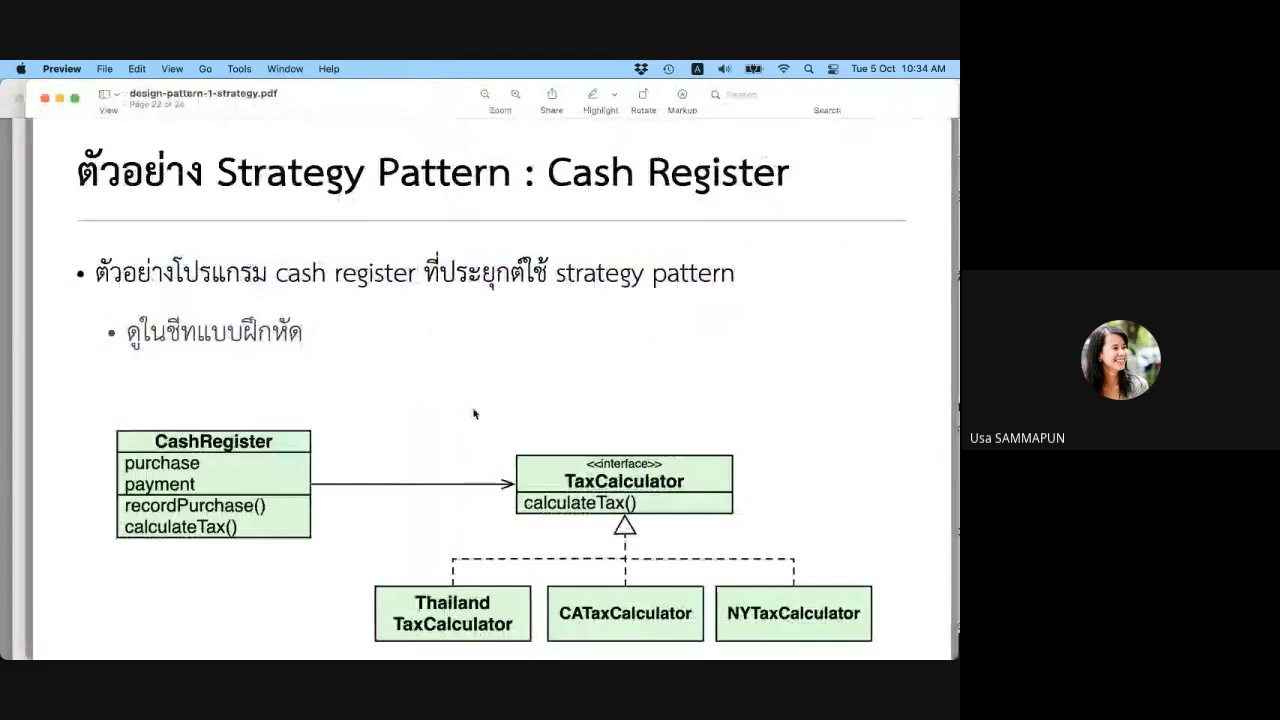 Preview File Edit View Go Tools Window Help Tue 5 Oct 10:34 AM
design-pattern-1-strategy.pdf
Page 22 of 24
View Zoom Share Highlight Rotate Markup Search
Search
ตัวอย่าง Strategy Pattern : Cash Register
• ตัวอย่างโปรแกรม cash register ที่ประยุกต์ใช้ strategy pattern
• ดูในชีทแบบฝึกหัด
CashRegister
purchase
payment
recordPurchase()
calculateTax()
<<interface>>
TaxCalculator
calculateTax()
Thailand
TaxCalculator
CATaxCalculator
NYTaxCalculator
Usa SAMMAPUN